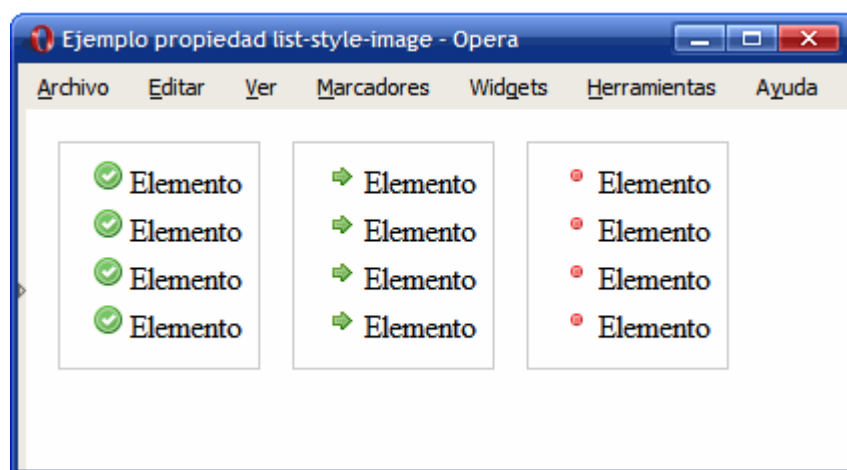 Ejemplo propiedad list-style-image - Opera
Archivo Editar Ver Marcadores Widgets Herramientas Ayuda
Elemento Elemento Elemento
Elemento Elemento Elemento
Elemento Elemento Elemento
Elemento Elemento Elemento